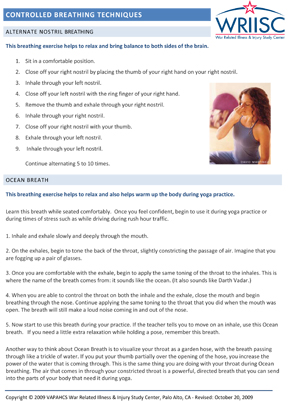 CONTROLLED BREATHING TECHNIQUES
WRIISC
War Related Illness & Injury Study Center
ALTERNATE NOSTRIL BREATHING
This breathing exercise helps to relax and bring balance to both sides of the brain.
1. Sit in a comfortable position.
2. Close off your right nostril by placing the thumb of your right hand on your right nostril.
3. Inhale through your left nostril.
4. Close off your left nostril with the ring finger of your right hand.
5. Remove the thumb and exhale through your right nostril.
6. Inhale through your right nostril.
7. Close off your right nostril with your thumb.
8. Exhale through your left nostril.
9. Inhale through your left nostril.
Continue alternating 5 to 10 times.
OCEAN BREATH
This breathing exercise helps to relax and also helps warm up the body during yoga practice.
Learn this breath while seated comfortably. Once you feel confident, begin to use it during yoga practice or
during times of stress such as while driving during rush hour traffic.
1. Inhale and exhale slowly and deeply through the mouth.
2. On the exhales, begin to tone the back of the throat, slightly constricting the passage of air. Imagine that you
are fogging up a pair of glasses.
3. Once you are comfortable with the exhale, begin to apply the same toning of the throat to the inhales. This is
where the name of the breath comes from: it sounds like the ocean. (It also sounds like Darth Vadar.)
4. When you are able to control the throat on both the inhale and the exhale, close the mouth and begin
breathing through the nose. Continue applying the same toning to the throat that you did when the mouth was
open. The breath will still make a loud noise coming in and out of the nose.
5. Now start to use this breath during your practice. If the teacher tells you to move on an inhale, use this Ocean
breath. If you need a little extra relaxation while holding a pose, remember this breath.
Another way to think about Ocean Breath is to visualize your throat as a garden hose, with the breath passing
through like a trickle of water. If you put your thumb partially over the opening of the hose, you increase the
power of the water that is coming through. This is the same thing you are doing with your throat during Ocean
breathing. The air that comes in through your constricted throat is a powerful, directed breath that you can send
into the parts of your body that need it during yoga.
Copyright © 2009 VAPAHCS War Related Illness & Injury Study Center, Palo Alto, CA - Revised: October 20, 2009